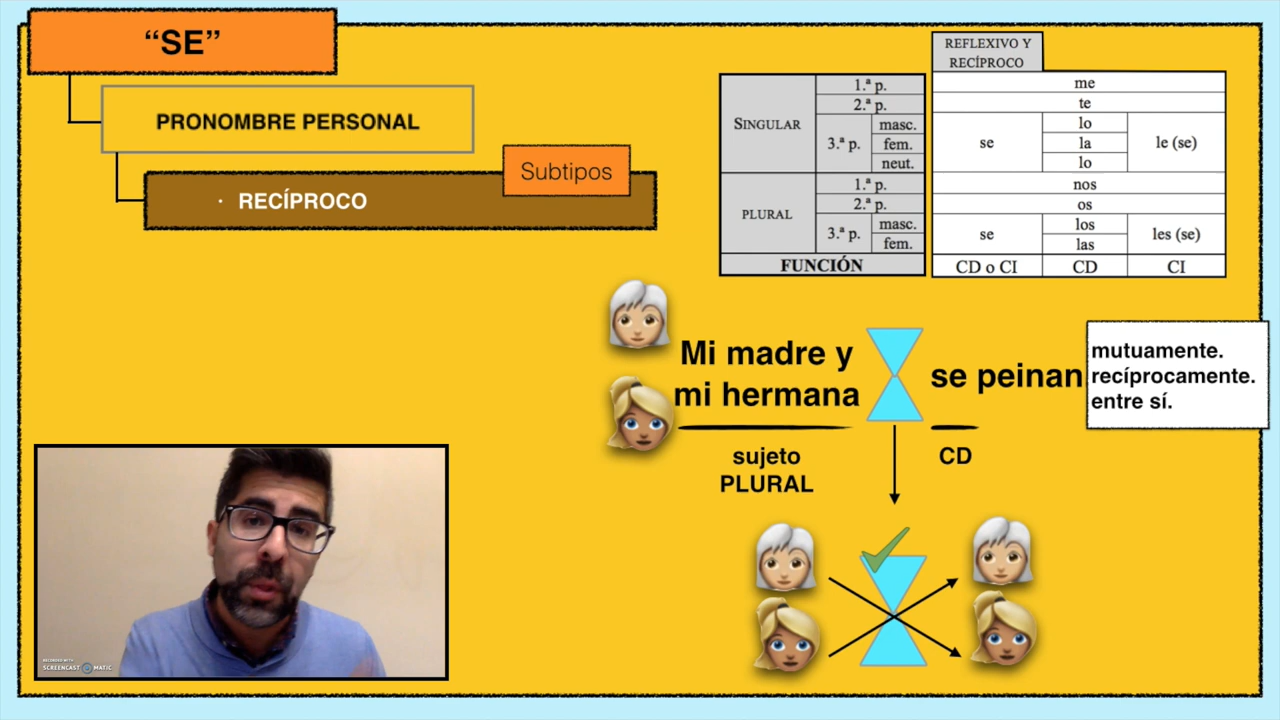 “SE”
PRONOMBRE PERSONAL
Subtipos
· RECÍPROCO
REFLEXIVO Y
RECÍPROCO
SINGULAR
1.ª p.
2.ª p.
3.ª p.
masc.
fem.
neut.
PLURAL
1.ª p.
2.ª p.
3.ª p.
masc.
fem.
FUNCIÓN
me
te
se
lo
la
lo
le (se)
nos
os
se
los
las
les (se)
CD o CI
CD
CI
Mi madre y
mi hermana
se peinan
mutuamente.
recíprocamente.
entre sí.
sujeto
PLURAL
CD
RECORDED WITH
SCREENCAST MATIC